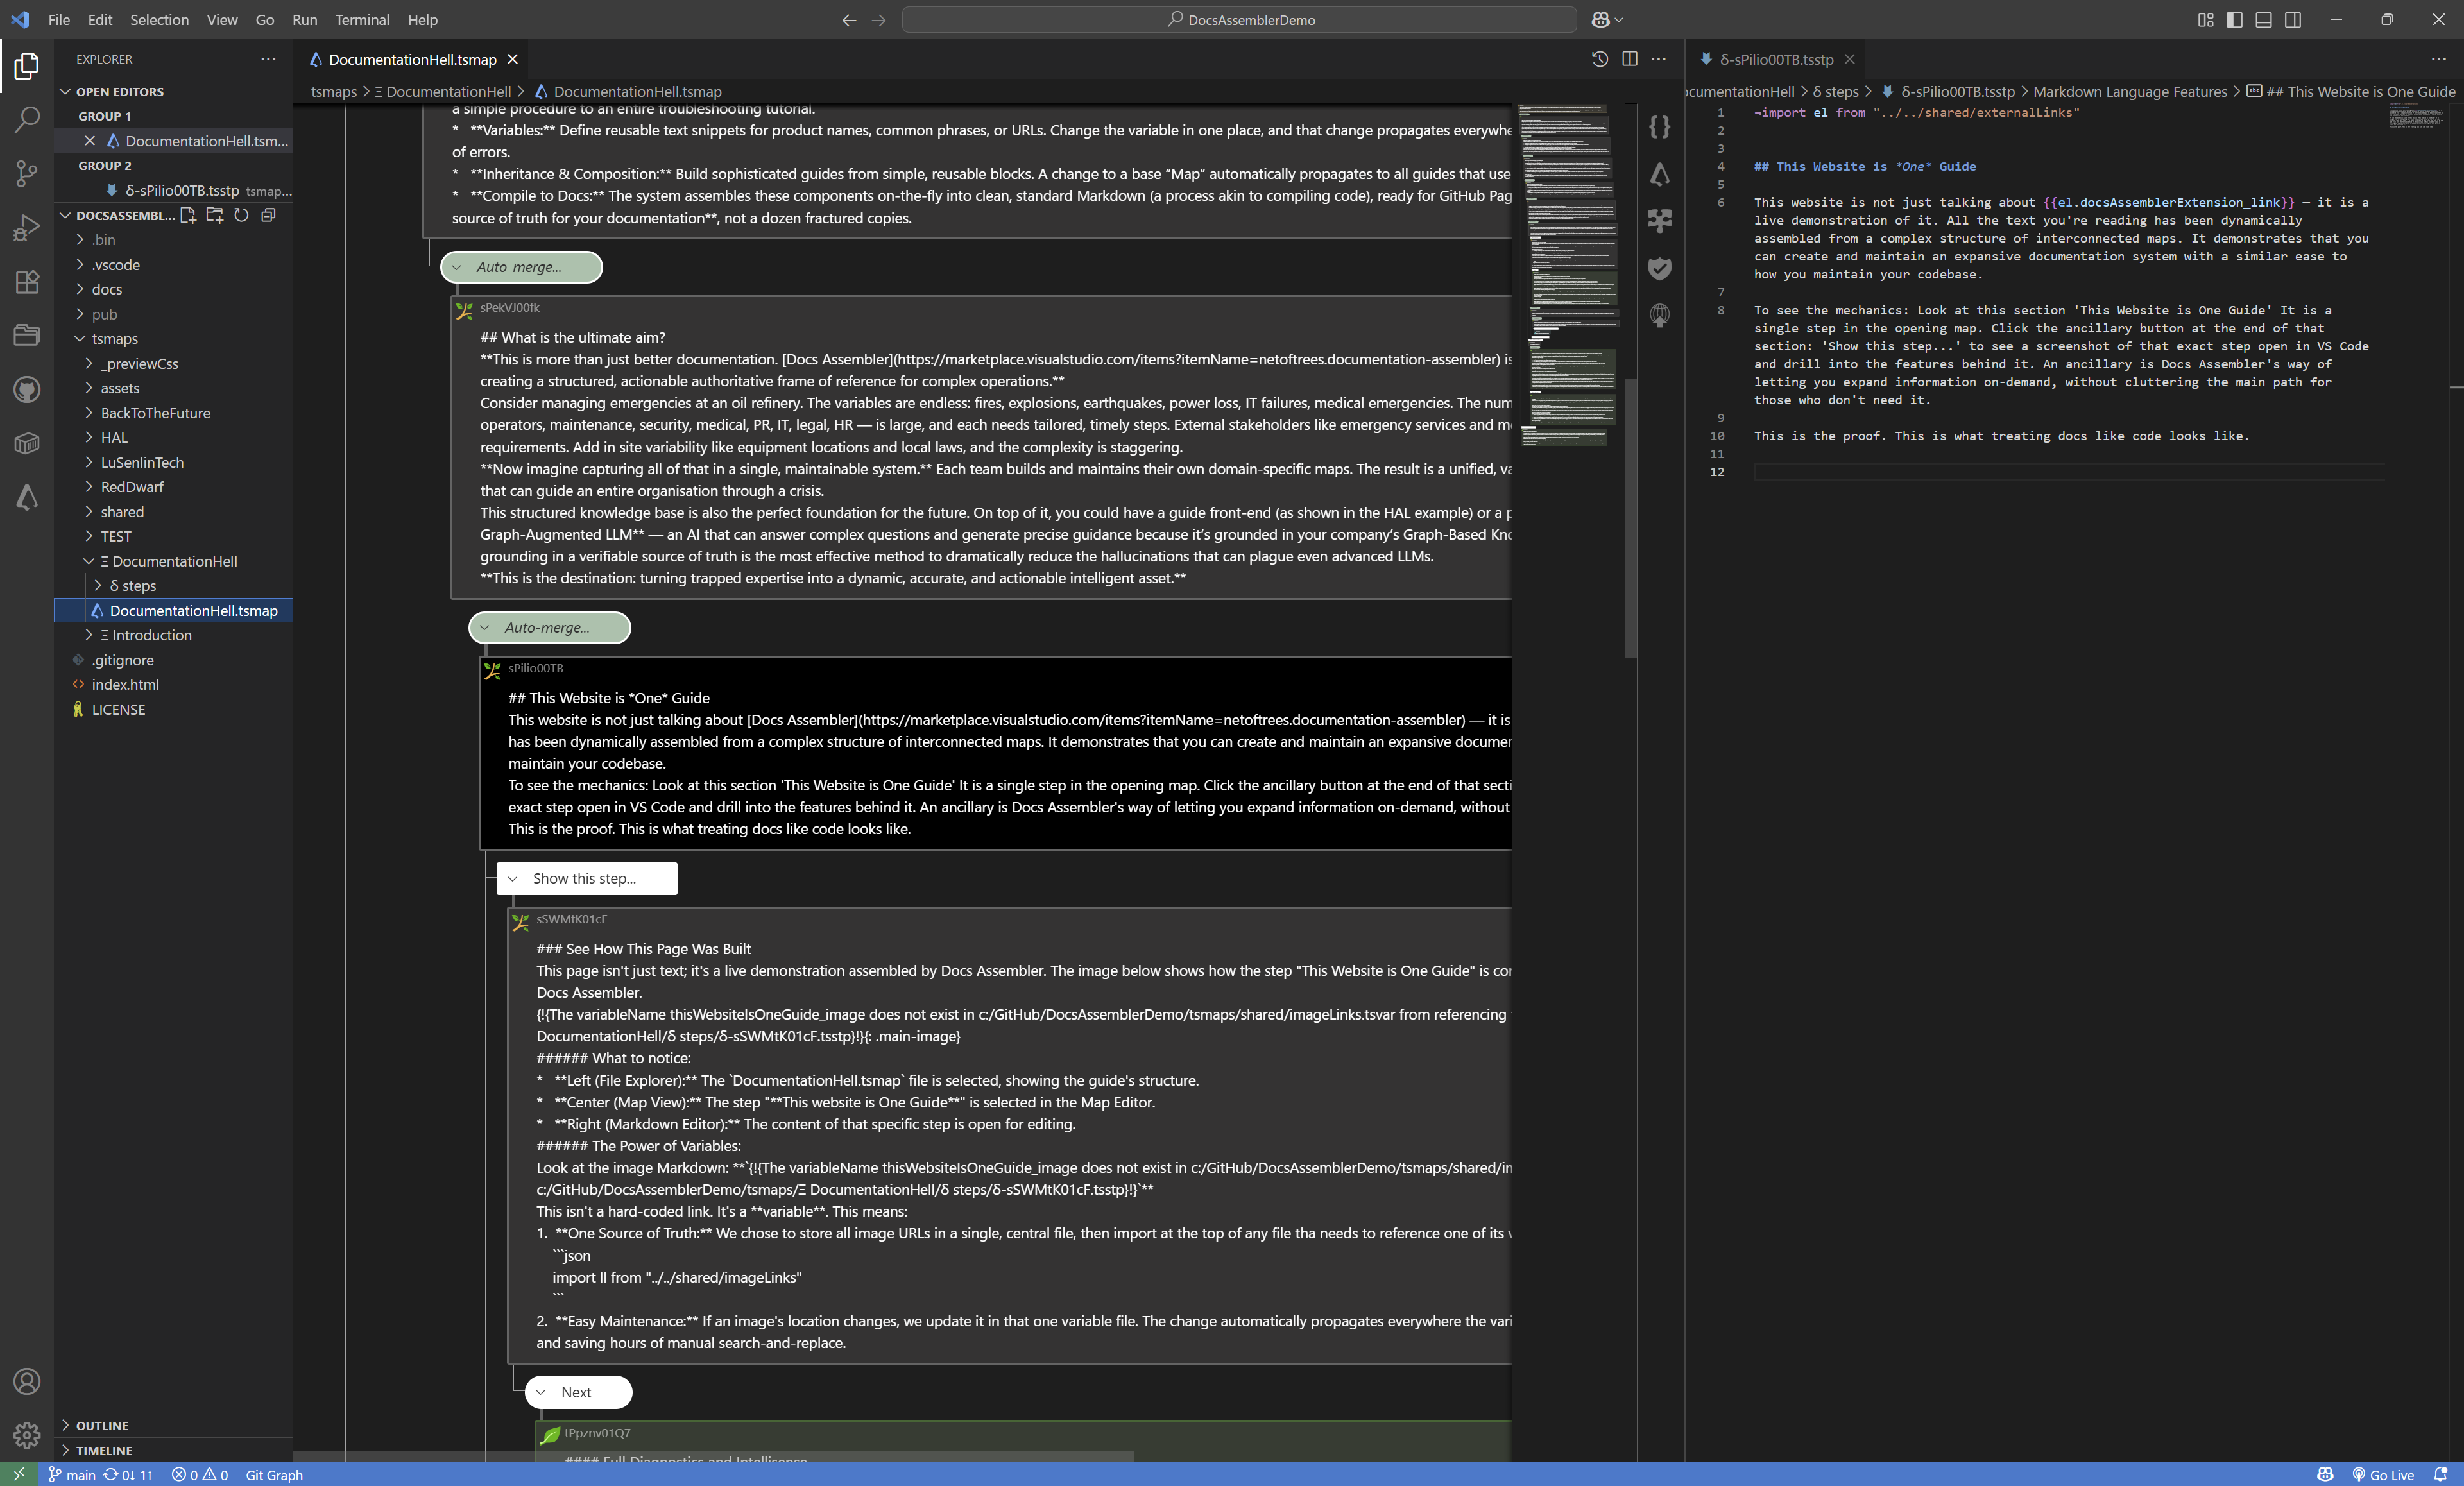 File Edit Selection View Go Run Terminal Help
DocsAssemblerDemo
EXPLORER
OPEN EDITORS
GROUP 1
DocumentationHell.tsm...
GROUP 2
δ-sPilio00TB.tsstp tsmap...
DOCSASSEMBL...
.bin
.vscode
docs
pub
tsmaps
_previewCss
assets
BackToTheFuture
HAL
LuSenlinTech
RedDwarf
shared
TEST
Ξ DocumentationHell
δ steps
DocumentationHell.tsmap
Ξ Introduction
.gitignore
index.html
LICENSE
OUTLINE
TIMELINE
DocumentationHell.tsmap
tsmaps > Ξ DocumentationHell > DocumentationHell.tsmap
a simple procedure to an entire troubleshooting tutorial.
* **Variables:** Define reusable text snippets for product names, common phrases, or URLs. Change the variable in one place, and that change propagates everywhe
of errors.
* **Inheritance & Composition:** Build sophisticated guides from simple, reusable blocks. A change to a base “Map” automatically propagates to all guides that use
* **Compile to Docs:** The system assembles these components on-the-fly into clean, standard Markdown (a process akin to compiling code), ready for GitHub Pag
source of truth for your documentation**, not a dozen fractured copies.
Auto-merge...
sPekVJ00fk
## What is the ultimate aim?
**This is more than just better documentation. [Docs Assembler](https://marketplace.visualstudio.com/items?itemName=netoftrees.documentation-assembler) is
creating a structured, actionable authoritative frame of reference for complex operations.**
Consider managing emergencies at an oil refinery. The variables are endless: fires, explosions, earthquakes, power loss, IT failures, medical emergencies. The num
operators, maintenance, security, medical, PR, IT, legal, HR — is large, and each needs tailored, timely steps. External stakeholders like emergency services and m
requirements. Add in site variability like equipment locations and local laws, and the complexity is staggering.
**Now imagine capturing all of that in a single, maintainable system.** Each team builds and maintains their own domain-specific maps. The result is a unified, va
that can guide an entire organisation through a crisis.
This structured knowledge base is also the perfect foundation for the future. On top of it, you could have a guide front-end (as shown in the HAL example) or a p
Graph-Augmented LLM** — an AI that can answer complex questions and generate precise guidance because it’s grounded in your company’s Graph-Based Kno
grounding in a verifiable source of truth is the most effective method to dramatically reduce the hallucinations that can plague even advanced LLMs.
**This is the destination: turning trapped expertise into a dynamic, accurate, and actionable intelligent asset.**
Auto-merge...
sPilio00TB
## This Website is *One* Guide
This website is not just talking about [Docs Assembler](https://marketplace.visualstudio.com/items?itemName=netoftrees.documentation-assembler) — it is
has been dynamically assembled from a complex structure of interconnected maps. It demonstrates that you can create and maintain an expansive documen
maintain your codebase.
To see the mechanics: Look at this section 'This Website is One Guide' It is a single step in the opening map. Click the ancillary button at the end of that secti
exact step open in VS Code and drill into the features behind it. An ancillary is Docs Assembler's way of letting you expand information on-demand, without
This is the proof. This is what treating docs like code looks like.
Show this step...
sSWMtK01cF
### See How This Page Was Built
This page isn't just text; it's a live demonstration assembled by Docs Assembler. The image below shows how the step "This Website is One Guide" is con
Docs Assembler.
{!{The variableName thisWebsiteIsOneGuide_image does not exist in c:/GitHub/DocsAssemblerDemo/tsmaps/shared/imageLinks.tsvar from referencing
DocumentationHell/δ steps/δ-sSWMtK01cF.tsstp}!}{: .main-image}
###### What to notice:
* **Left (File Explorer):** The `DocumentationHell.tsmap` file is selected, showing the guide's structure.
* **Center (Map View):** The step "**This website is One Guide**" is selected in the Map Editor.
* **Right (Markdown Editor):** The content of that specific step is open for editing.
###### The Power of Variables:
Look at the image Markdown: **`{!{The variableName thisWebsiteIsOneGuide_image does not exist in c:/GitHub/DocsAssemblerDemo/tsmaps/shared/im
c:/GitHub/DocsAssemblerDemo/tsmaps/Ξ DocumentationHell/δ steps/δ-sSWMtK01cF.tsstp}!}`**
This isn't a hard-coded link. It's a **variable**. This means:
1. **One Source of Truth:** We chose to store all image URLs in a single, central file, then import at the top of any file tha needs to reference one of its v
```json
import ll from "../../shared/imageLinks"
```
2. **Easy Maintenance:** If an image's location changes, we update it in that one variable file. The change automatically propagates everywhere the vari
and saving hours of manual search-and-replace.
Next
tPpznv01Q7
#### Full Diagnostics and Intellisense
δ-sPilio00TB.tsstp
ocumentationHell > δ steps > δ-sPilio00TB.tsstp > Markdown Language Features > ## This Website is One Guide
1 ¬import el from "../../shared/externalLinks"
2
3
4 ## This Website is *One* Guide
5
6 This website is not just talking about {{el.docsAssemblerExtension_link}} — it is a
live demonstration of it. All the text you're reading has been dynamically
assembled from a complex structure of interconnected maps. It demonstrates that you
can create and maintain an expansive documentation system with a similar ease to
how you maintain your codebase.
7
8 To see the mechanics: Look at this section 'This Website is One Guide' It is a
single step in the opening map. Click the ancillary button at the end of that
section: 'Show this step...' to see a screenshot of that exact step open in VS Code
and drill into the features behind it. An ancillary is Docs Assembler's way of
letting you expand information on-demand, without cluttering the main path for
those who don't need it.
9
10 This is the proof. This is what treating docs like code looks like.
11
12
main 0↓ 1↑ 0 0 Git Graph
Go Live